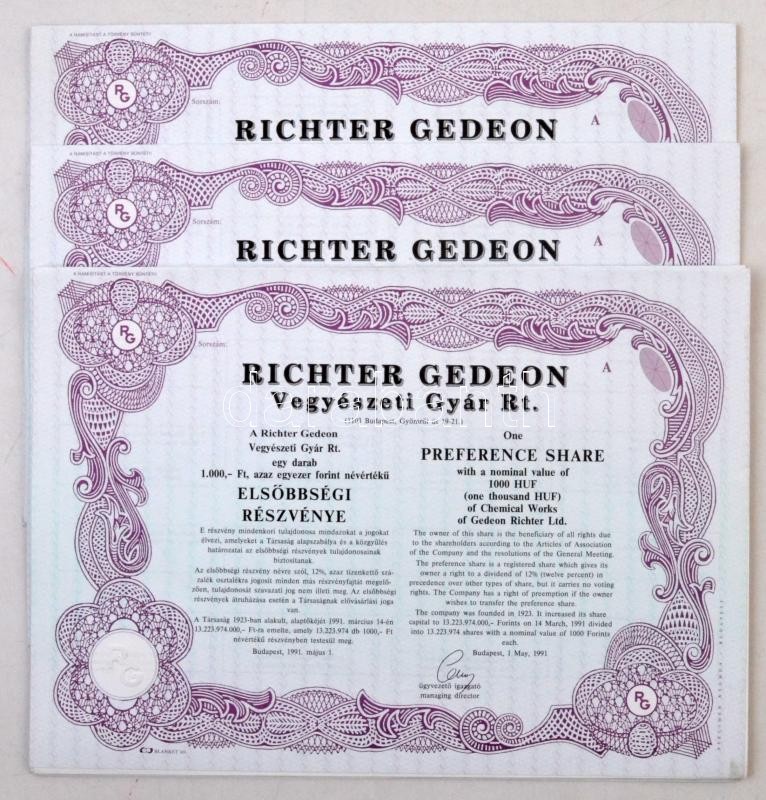 A HAMISÍTÁST A TÖRVÉNY BÜNTETI
RG
Sorszám:
A
RICHTER GEDEON
A HAMISÍTÁST A TÖRVÉNY BÜNTETI
RG
Sorszám:
A
RICHTER GEDEON
A HAMISÍTÁST A TÖRVÉNY BÜNTETI
RG
Sorszám:
A
RICHTER GEDEON
Vegyészeti Gyár Rt.
(1103 Budapest, Gyömrői út 19-21.)
A Richter Gedeon
Vegyészeti Gyár Rt.
egy darab
1.000,- Ft, azaz egyezer forint névértékű
ELSŐBBSÉGI
RÉSZVÉNYE
E részvény mindenkori tulajdonosa mindazokat a jogokat
élvezi, amelyeket a Társaság alapszabálya és a közgyűlés
határozatai az elsőbbségi részvények tulajdonosainak
biztosítanak.
Az elsőbbségi részvény névre szól, 12%, azaz tizenkettő szá-
zalék osztalékra jogosít minden más részvényfajtát megelő-
zően, tulajdonosát szavazati jog nem illeti meg. Az elsőbbségi
részvények átruházása esetén a Társaságnak elővásárlási joga
van.
A Társaság 1923-ban alakult, alaptőkéjét 1991. március 14-én
13.223.974.000,- Ft-ra emelte, amely 13.223.974 db 1000,- Ft
névértékű részvényben testesül meg.
Budapest, 1991. május 1.
One
PREFERENCE SHARE
with a nominal value of
1000 HUF
(one thousand HUF)
of Chemical Works
of Gedeon Richter Ltd.
The owner of this share is the beneficiary of all rights due
to the shareholders according to the Articles of Association
of the Company and the resolutions of the General Meeting.
The preference share is a registered share which gives its
owner a right to a dividend of 12% (twelve percent) in
precedence over other types of share, but it carries no voting
rights. The Company has a right of preemption if the owner
wishes to transfer the preference share.
The company was founded in 1923. It increased its share
capital to 13.223.974.000,- Forints on 14 March, 1991 divided
into 13.223.974 shares with a nominal value of 1000 Forints
each.
Budapest, 1 May, 1991
ügyvezető igazgató
managing director
RG
RG
BLANKET Kft.